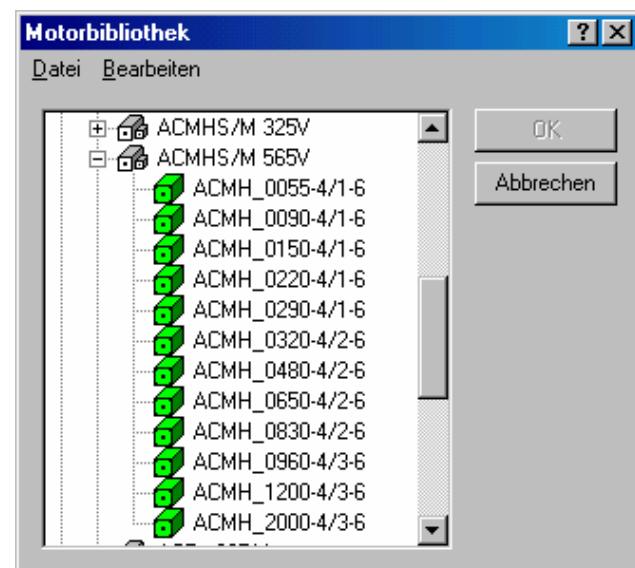 Motorbibliothek
Datei Bearbeiten
ACMHS/M 325V
OK
ACMHS/M 565V
Abbrechen
ACMH_0055-4/1-6
ACMH_0090-4/1-6
ACMH_0150-4/1-6
ACMH_0220-4/1-6
ACMH_0290-4/1-6
ACMH_0320-4/2-6
ACMH_0480-4/2-6
ACMH_0650-4/2-6
ACMH_0830-4/2-6
ACMH_0960-4/3-6
ACMH_1200-4/3-6
ACMH_2000-4/3-6